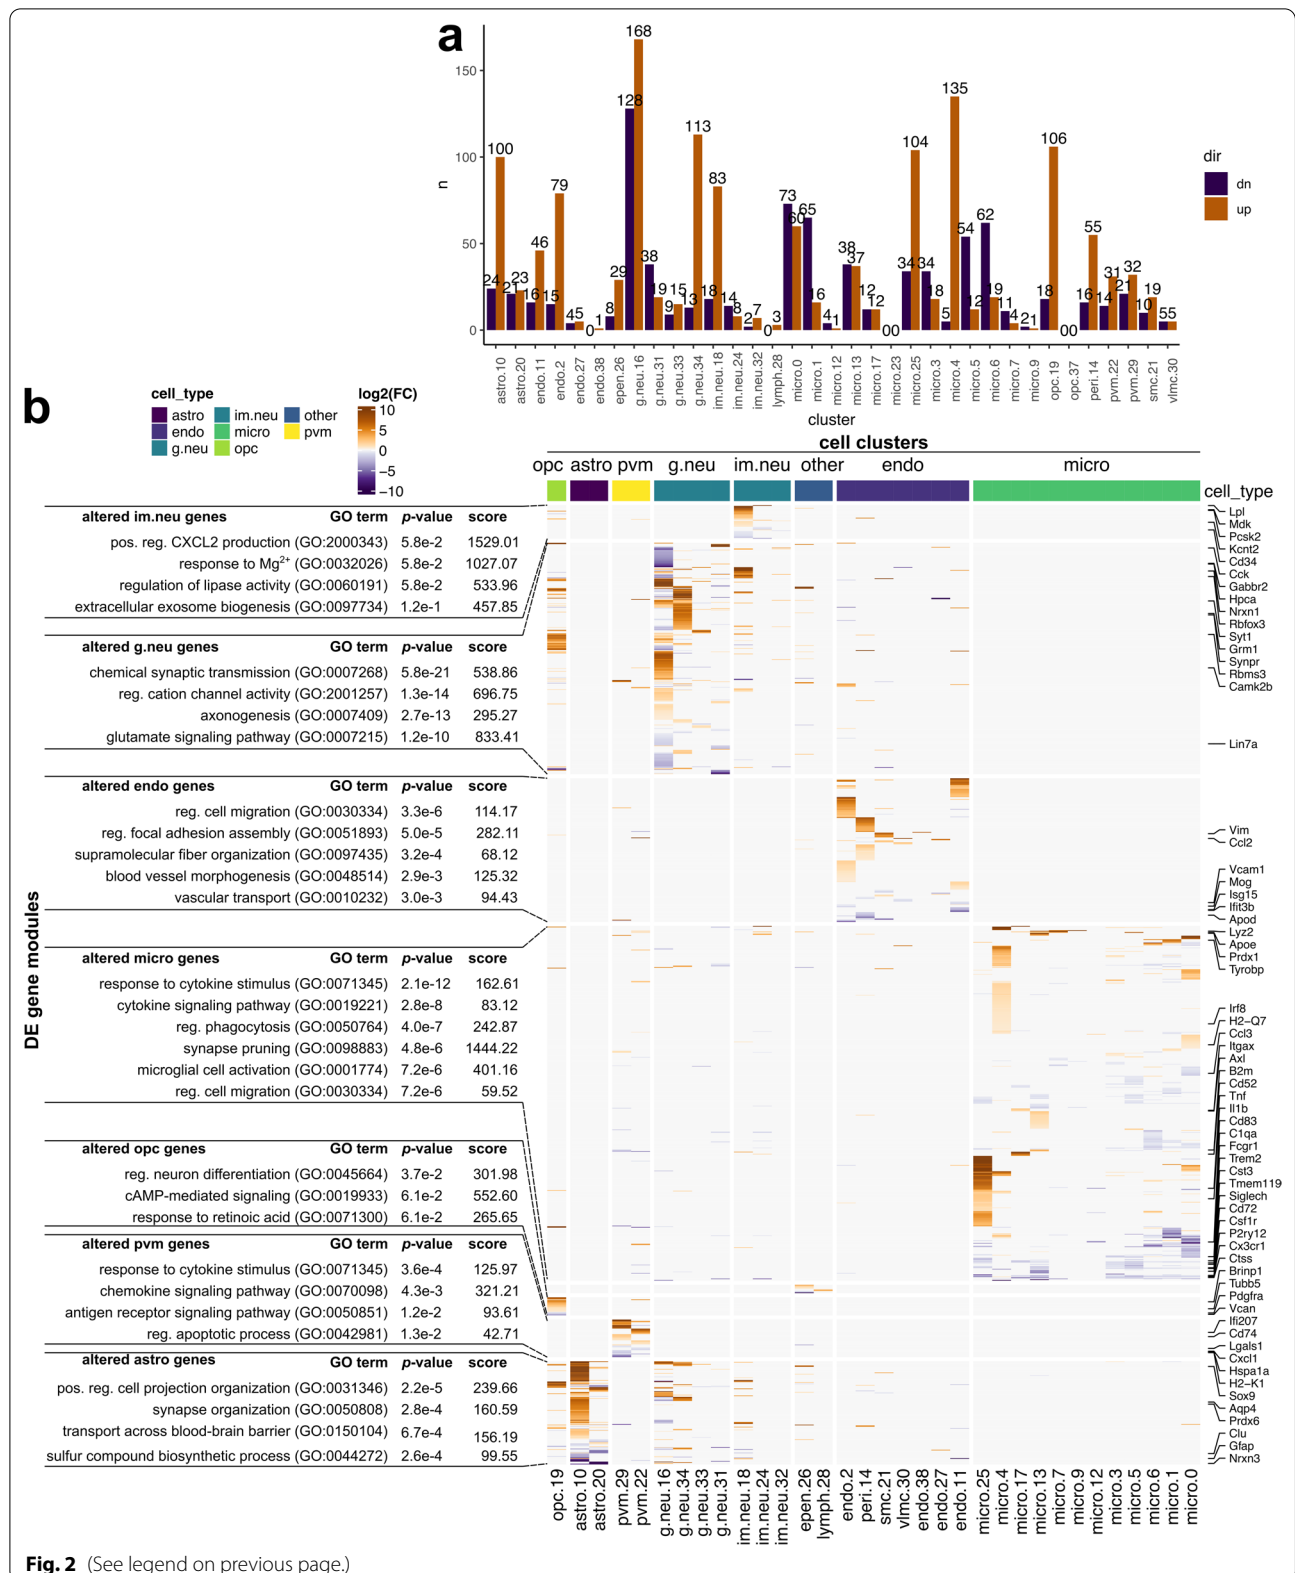 a
168
150
135
128
113
104
106
100
100
83
79
73
65
60
62
54
55
50
46
38
38
37
34
34
29
31
32
24
21
23
16
15
45
0
1
8
19
9
15
13
18
14
8
2
7
0
3
16
4
1
12
12
00
18
5
12
19
11
4
21
18
00
16
14
21
10
19
55
0
n
dir
dn
up
astro.10
astro.20
endo.11
endo.2
endo.27
endo.38
epen.26
g.neu.16
g.neu.31
g.neu.33
g.neu.34
im.neu.18
im.neu.24
im.neu.32
lymph.28
micro.0
micro.1
micro.12
micro.13
micro.17
micro.23
micro.25
micro.3
micro.4
micro.5
micro.6
micro.7
micro.9
opc.19
opc.37
peri.14
pvm.22
pvm.29
smc.21
vlmc.30
cluster
b
cell_type
astro im.neu other
endo micro pvm
g.neu opc
log2(FC)
10
5
0
−5
−10
cell clusters
opc astro pvm g.neu im.neu other endo micro
cell_type
DE gene modules
altered im.neu genes GO term p-value score
pos. reg. CXCL2 production (GO:2000343) 5.8e-2 1529.01
response to Mg2+ (GO:0032026) 5.8e-2 1027.07
regulation of lipase activity (GO:0060191) 5.8e-2 533.96
extracellular exosome biogenesis (GO:0097734) 1.2e-1 457.85
altered g.neu genes GO term p-value score
chemical synaptic transmission (GO:0007268) 5.8e-21 538.86
reg. cation channel activity (GO:2001257) 1.3e-14 696.75
axonogenesis (GO:0007409) 2.7e-13 295.27
glutamate signaling pathway (GO:0007215) 1.2e-10 833.41
altered endo genes GO term p-value score
reg. cell migration (GO:0030334) 3.3e-6 114.17
reg. focal adhesion assembly (GO:0051893) 5.0e-5 282.11
supramolecular fiber organization (GO:0097435) 3.2e-4 68.12
blood vessel morphogenesis (GO:0048514) 2.9e-3 125.32
vascular transport (GO:0010232) 3.0e-3 94.43
altered micro genes GO term p-value score
response to cytokine stimulus (GO:0071345) 2.1e-12 162.61
cytokine signaling pathway (GO:0019221) 2.8e-8 83.12
reg. phagocytosis (GO:0050764) 4.0e-7 242.87
synapse pruning (GO:0098883) 4.8e-6 1444.22
microglial cell activation (GO:0001774) 7.2e-6 401.16
reg. cell migration (GO:0030334) 7.2e-6 59.52
altered opc genes GO term p-value score
reg. neuron differentiation (GO:0045664) 3.7e-2 301.98
cAMP-mediated signaling (GO:0019933) 6.1e-2 552.60
response to retinoic acid (GO:0071300) 6.1e-2 265.65
altered pvm genes GO term p-value score
response to cytokine stimulus (GO:0071345) 3.6e-4 125.97
chemokine signaling pathway (GO:0070098) 4.3e-3 321.21
antigen receptor signaling pathway (GO:0050851) 1.2e-2 93.61
reg. apoptotic process (GO:0042981) 1.3e-2 42.71
altered astro genes GO term p-value score
pos. reg. cell projection organization (GO:0031346) 2.2e-5 239.66
synapse organization (GO:0050808) 2.8e-4 160.59
transport across blood-brain barrier (GO:0150104) 6.7e-4 156.19
sulfur compound biosynthetic process (GO:0044272) 2.6e-4 99.55
Lpl
Mdk
Pcsk2
Kcnt2
Cd34
Cck
Gabbr2
Hpca
Nrxn1
Rbfox3
Syt1
Grm1
Synpr
Rbms3
Camk2b
Lin7a
Vim
Ccl2
Vcam1
Mog
Isg15
Ifit3b
Apod
Lyz2
Apoe
Prdx1
Tyrobp
Irf8
H2−Q7
Ccl3
Itgax
Axl
B2m
Cd52
Tnf
Il1b
Cd83
C1qa
Fcgr1
Trem2
Cst3
Tmem119
Siglech
Cd72
Csf1r
P2ry12
Cx3cr1
Ctss
Brinp1
Tubb5
Pdgfra
Vcan
Ifi207
Cd74
Lgals1
Cxcl1
Hspa1a
H2−K1
Sox9
Aqp4
Prdx6
Clu
Gfap
Nrxn3
opc.19
astro.10
astro.20
pvm.29
pvm.22
g.neu.16
g.neu.34
g.neu.33
g.neu.31
im.neu.18
im.neu.24
im.neu.32
epen.26
lymph.28
endo.2
peri.14
smc.21
vlmc.30
endo.38
endo.27
endo.11
micro.25
micro.4
micro.17
micro.13
micro.7
micro.9
micro.12
micro.3
micro.5
micro.6
micro.1
micro.0
Fig. 2 (See legend on previous page.)